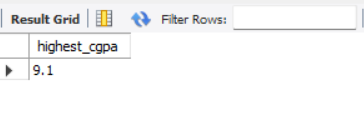 Result Grid Filter Rows:
highest_cgpa
9.1